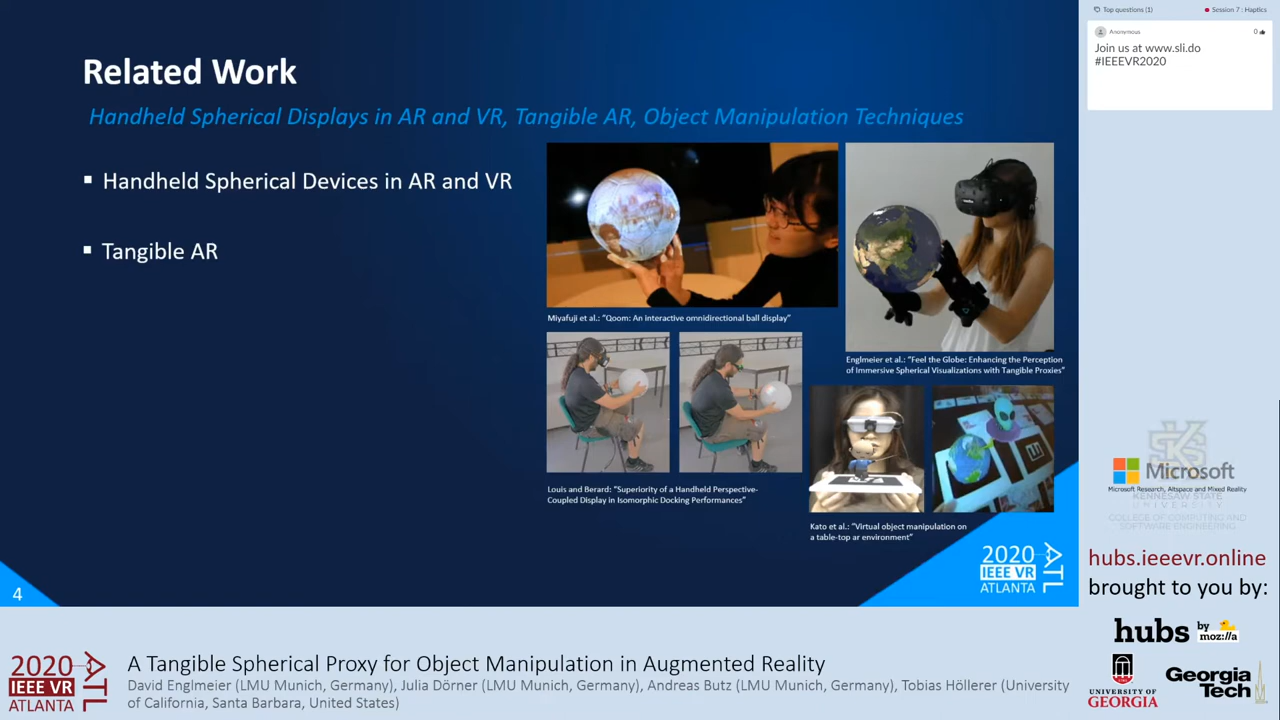 Related Work
Handheld Spherical Displays in AR and VR, Tangible AR, Object Manipulation Techniques
▪ Handheld Spherical Devices in AR and VR
▪ Tangible AR
Miyafuji et al.: "Qoom: An interactive omnidirectional ball display"
Englmeier et al.: "Feel the Globe: Enhancing the Perception
of Immersive Spherical Visualizations with Tangible Proxies"
Louis and Berard: "Superiority of a Handheld Perspective-
Coupled Display in Isomorphic Docking Performances"
Kato et al.: "Virtual object manipulation on
a table-top ar environment"
2020
IEEE VR
ATLANTA
ATL
4
Top questions (1)
Session 7 : Haptics
Anonymous
0
Join us at www.sli.do
#IEEEVR2020
Microsoft
Microsoft Research, Altspace and Mixed Reality
KENNESAW STATE
UNIVERSITY
COLLEGE OF COMPUTING AND
SOFTWARE ENGINEERING
hubs.ieeevr.online
brought to you by:
hubs by
moz://a
UNIVERSITY OF
GEORGIA
Georgia
Tech
2020
IEEE VR
ATLANTA
ATL
A Tangible Spherical Proxy for Object Manipulation in Augmented Reality
David Englmeier (LMU Munich, Germany), Julia Dörner (LMU Munich, Germany), Andreas Butz (LMU Munich, Germany), Tobias Höllerer (University
of California, Santa Barbara, United States)